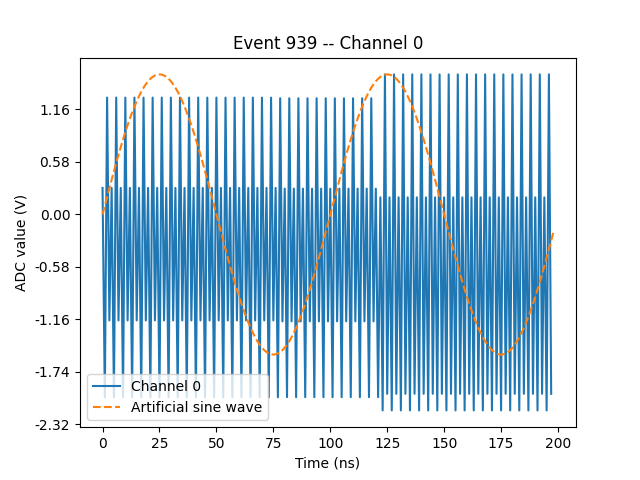 Event 939 -- Channel 0
ADC value (V)
1.16
0.58
0.00
-0.58
-1.16
-1.74
-2.32
Channel 0
Artificial sine wave
0 25 50 75 100 125 150 175 200
Time (ns)